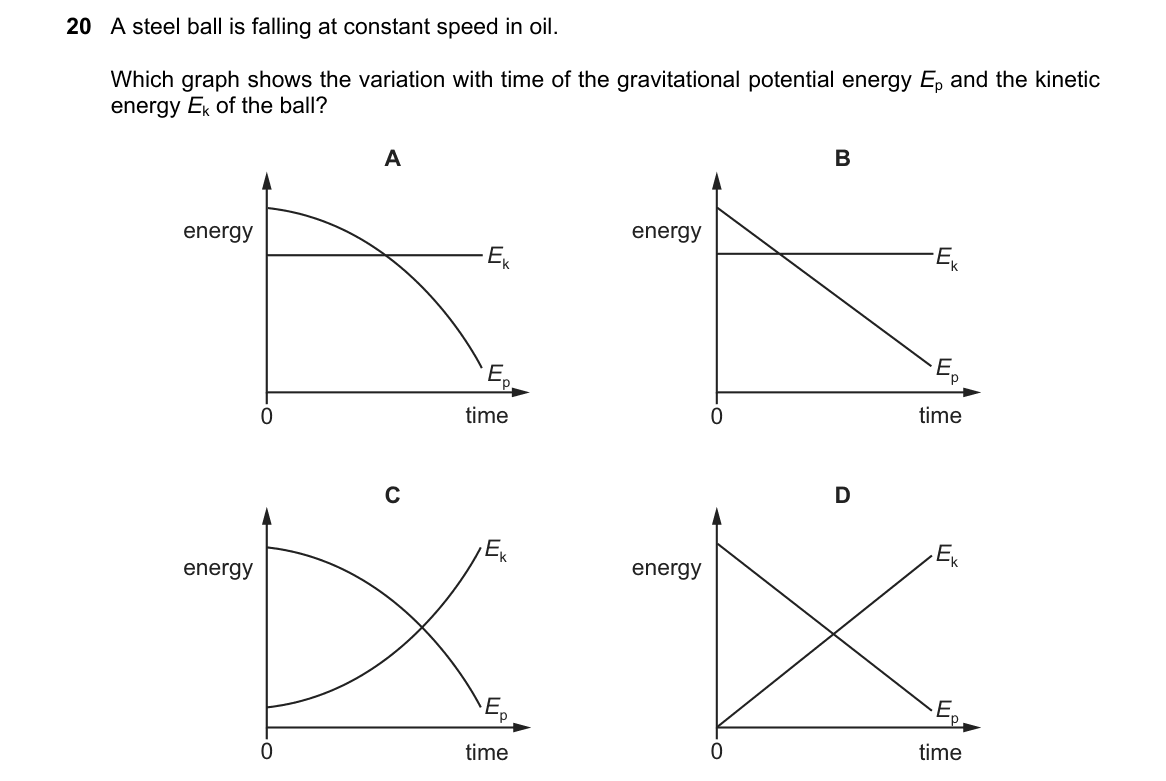 20 A steel ball is falling at constant speed in oil.
Which graph shows the variation with time of the gravitational potential energy Ep and the kinetic
energy Ek of the ball?
A
energy
Ek
Ep
0
time
B
energy
Ek
Ep
0
time
C
energy
Ek
Ep
0
time
D
energy
Ek
Ep
0
time